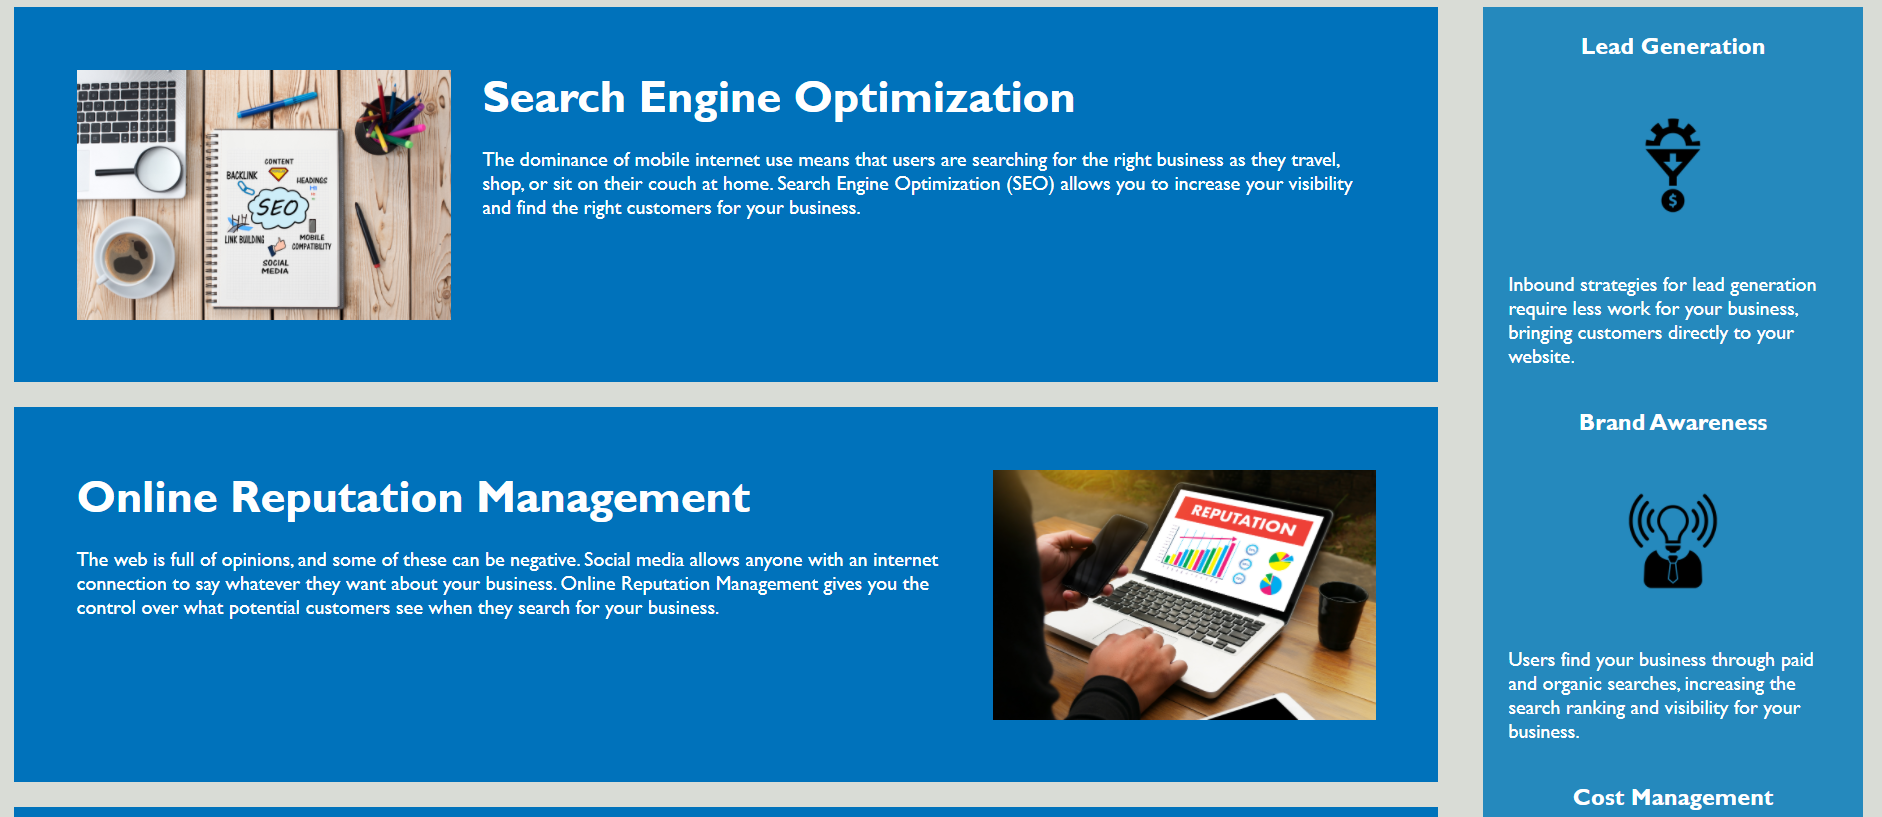 CONTENT
BACKLINK
HEADINGS
H1
SEO
LINK BUILDING
MOBILE
COMPATIBILITY
SOCIAL
MEDIA
Search Engine Optimization
The dominance of mobile internet use means that users are searching for the right business as they travel,
shop, or sit on their couch at home. Search Engine Optimization (SEO) allows you to increase your visibility
and find the right customers for your business.
Online Reputation Management
The web is full of opinions, and some of these can be negative. Social media allows anyone with an internet
connection to say whatever they want about your business. Online Reputation Management gives you the
control over what potential customers see when they search for your business.
REPUTATION
Lead Generation
$
Inbound strategies for lead generation
require less work for your business,
bringing customers directly to your
website.
Brand Awareness
Users find your business through paid
and organic searches, increasing the
search ranking and visibility for your
business.
Cost Management